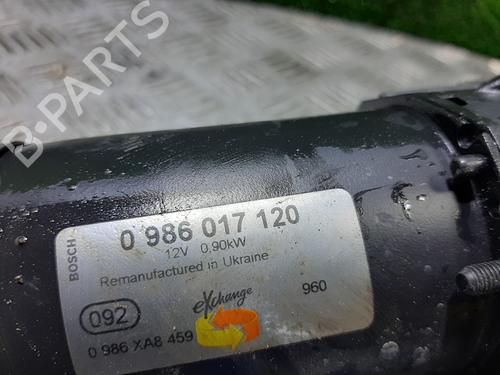 B-PARTS
BOSCH
0 986 017 120
12V 0,90kW
Remanufactured in Ukraine
092
eXchange
960
0 986 XA8 459